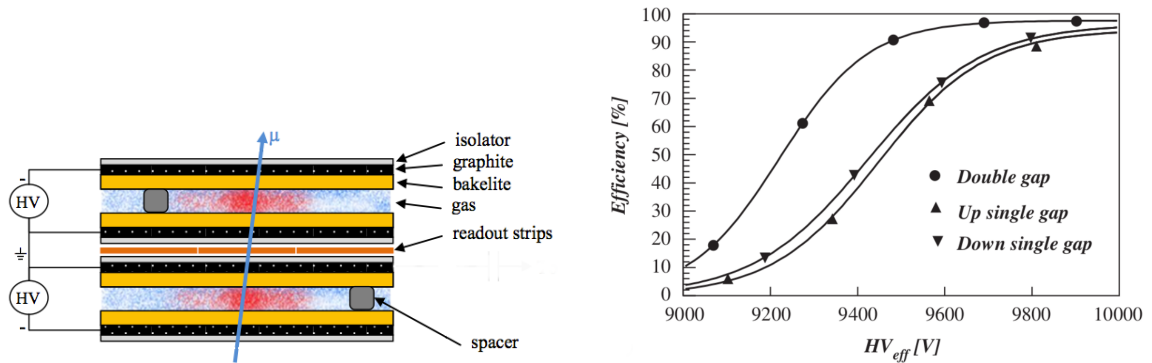 μ
isolator
graphite
bakelite
gas
readout strips
spacer
-
HV
HV
-
Efficiency [%]
100
90
80
70
60
50
40
30
20
10
0
9000 9200 9400 9600 9800 10000
HVeff [V]
Double gap
Up single gap
Down single gap